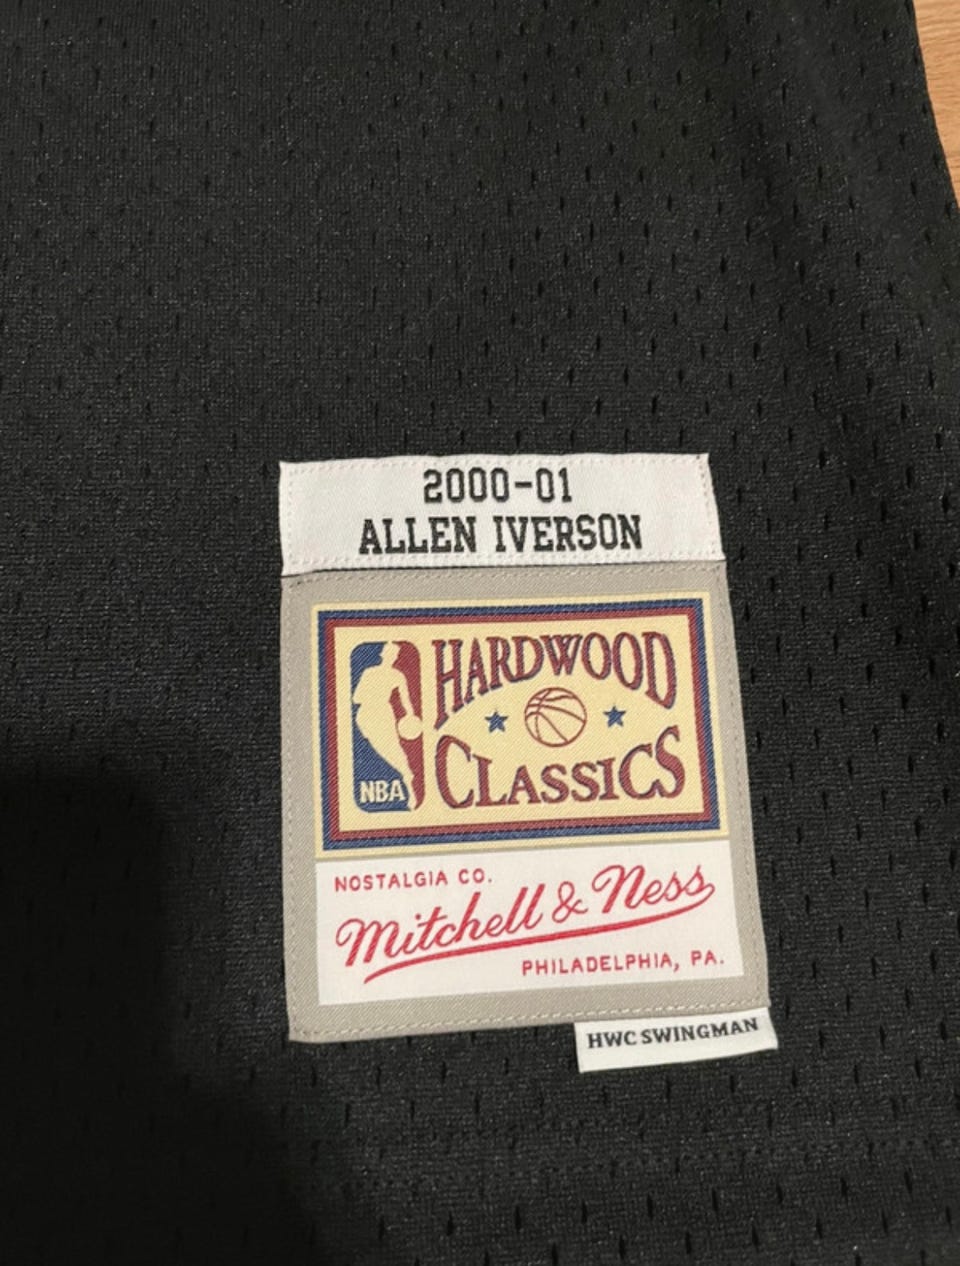 2000-01
ALLEN IVERSON
HARDWOOD
CLASSICS
NBA
NOSTALGIA CO.
Mitchell & Ness
PHILADELPHIA, PA.
HWC SWINGMAN